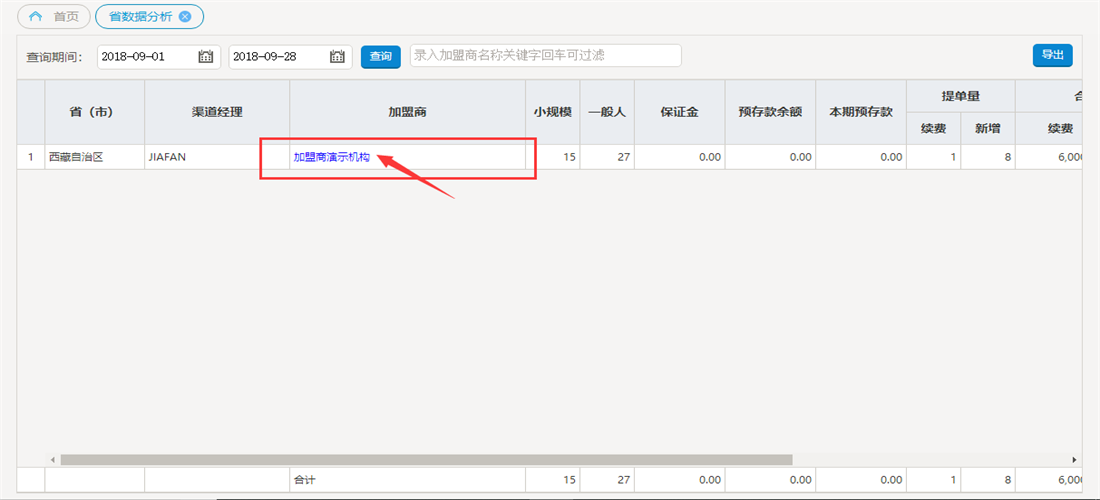 首页 省数据分析
查询期间: 2018-09-01 2018-09-28 查询 录入加盟商名称关键字回车可过滤 导出
省（市） 渠道经理 加盟商 小规模 一般人 保证金 预存款余额 本期预存款 提单量
续费 新增 续费
1 西藏自治区 JIAFAN 加盟商演示机构 15 27 0.00 0.00 0.00 1 8 6,00
合计 15 27 0.00 0.00 0.00 1 8 6,00